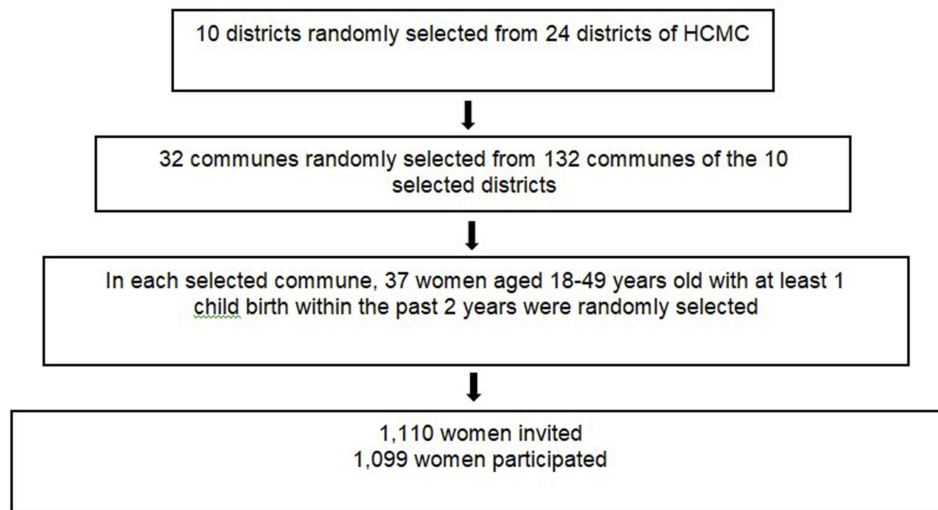 10 districts randomly selected from 24 districts of HCMC
32 communes randomly selected from 132 communes of the 10
selected districts
In each selected commune, 37 women aged 18-49 years old with at least 1
child birth within the past 2 years were randomly selected
1,110 women invited
1,099 women participated